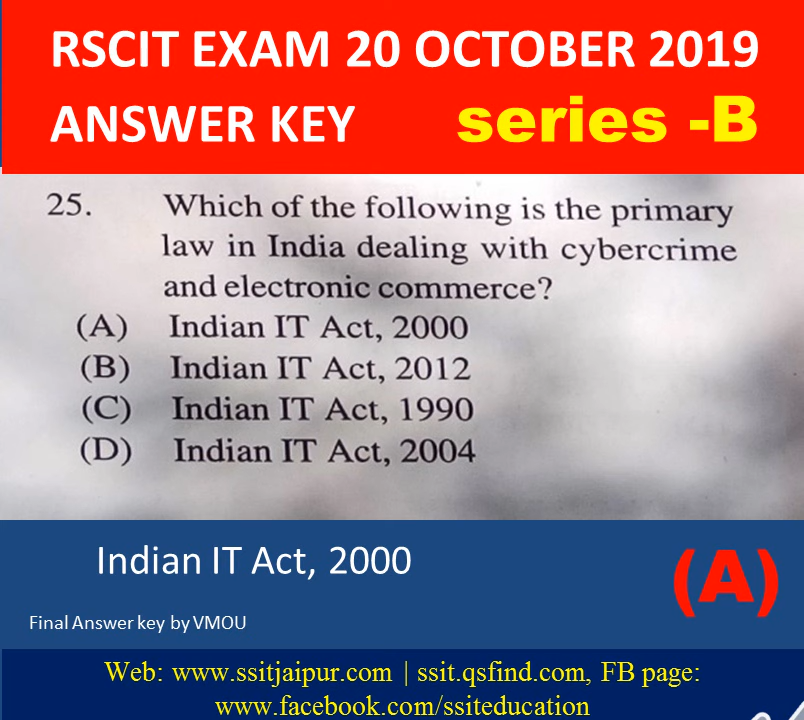 RSCIT EXAM 20 OCTOBER 2019
ANSWER KEY series -B
25. Which of the following is the primary
law in India dealing with cybercrime
and electronic commerce?
(A) Indian IT Act, 2000
(B) Indian IT Act, 2012
(C) Indian IT Act, 1990
(D) Indian IT Act, 2004
Indian IT Act, 2000 (A)
Final Answer key by VMOU
Web: www.ssitjaipur.com | ssit.qsfind.com, FB page:
www.facebook.com/ssiteducation